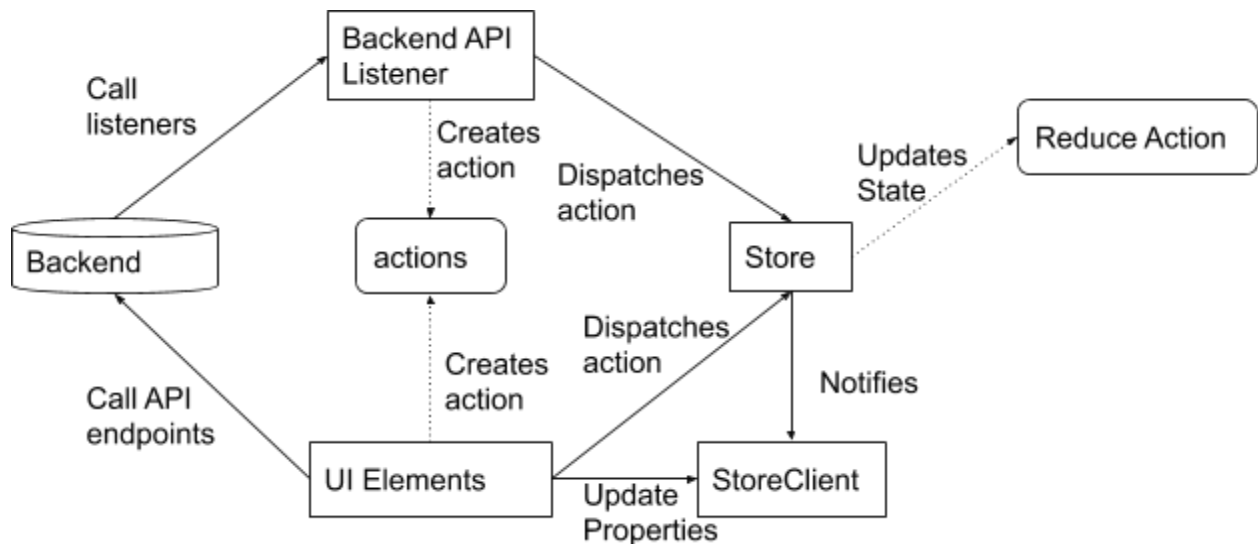 Backend API
Listener
Call
listeners
Creates
action
Dispatches
action
Updates
State
Reduce Action
Backend
actions
Store
Dispatches
action
Creates
action
Notifies
Call API
endpoints
UI Elements
Update
Properties
StoreClient